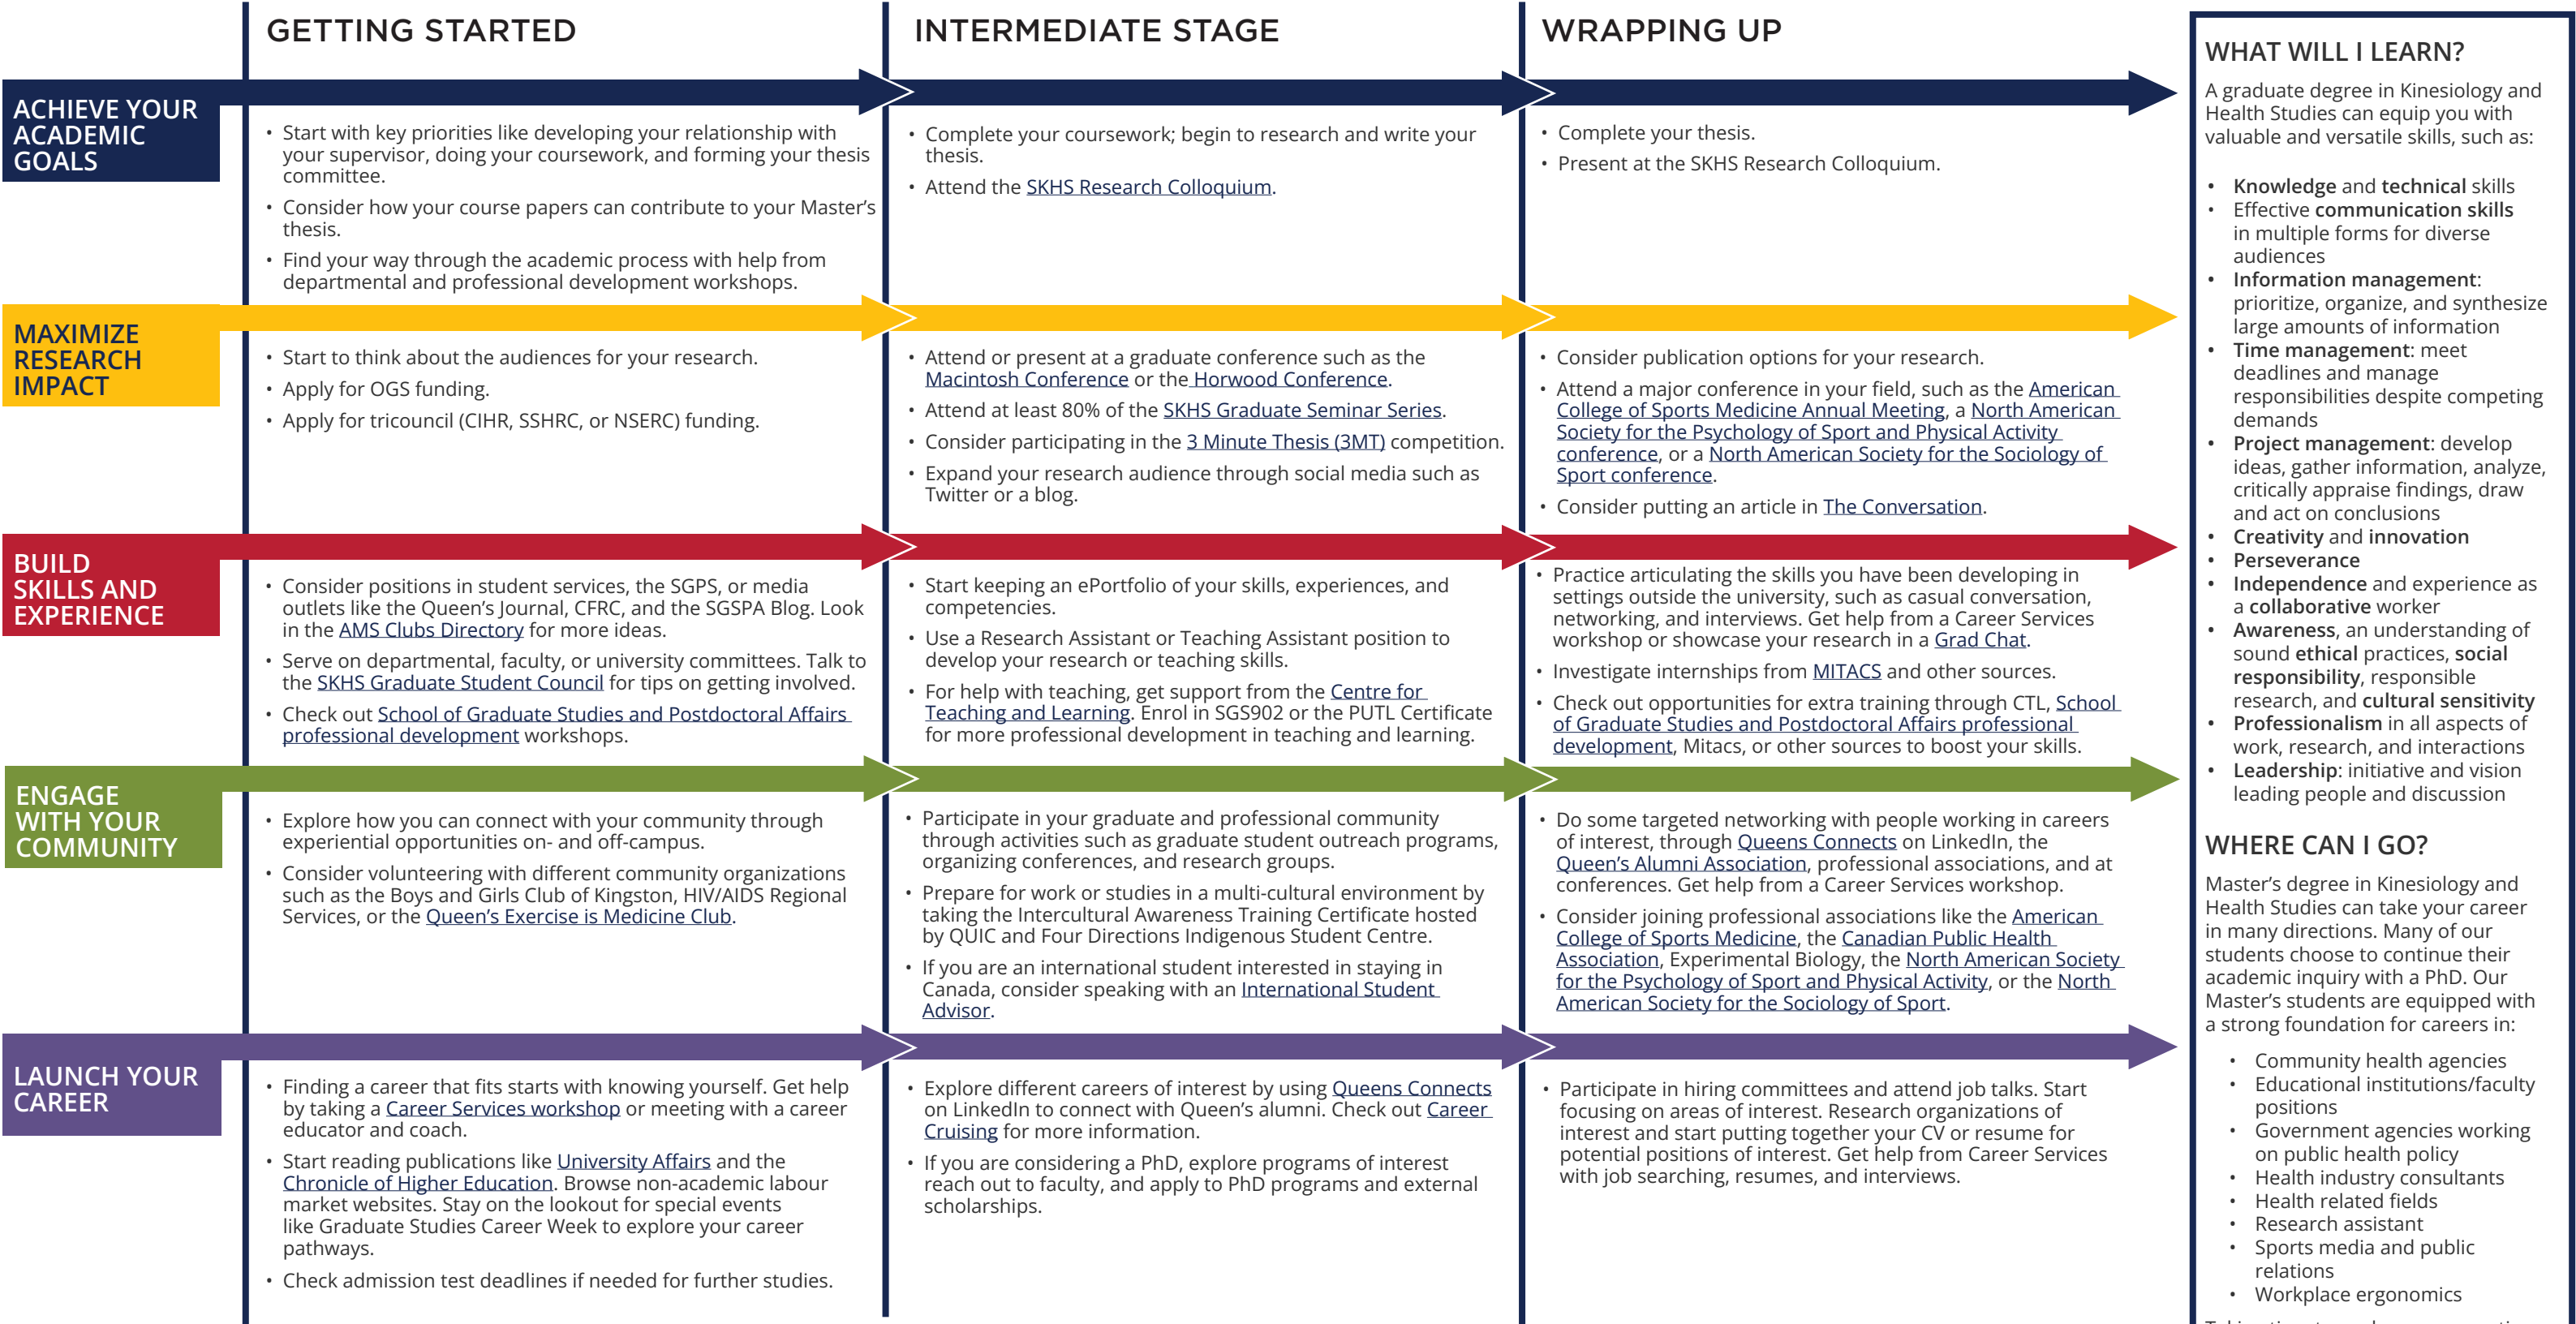 GETTING STARTED
INTERMEDIATE STAGE
WRAPPING UP
ACHIEVE YOUR
ACADEMIC
GOALS
• Start with key priorities like developing your relationship with
your supervisor, doing your coursework, and forming your thesis
committee.
• Consider how your course papers can contribute to your Master’s
thesis.
• Find your way through the academic process with help from
departmental and professional development workshops.
• Complete your coursework; begin to research and write your
thesis.
• Attend the SKHS Research Colloquium.
• Complete your thesis.
• Present at the SKHS Research Colloquium.
MAXIMIZE
RESEARCH
IMPACT
• Start to think about the audiences for your research.
• Apply for OGS funding.
• Apply for tricouncil (CIHR, SSHRC, or NSERC) funding.
• Attend or present at a graduate conference such as the
Macintosh Conference or the Horwood Conference.
• Attend at least 80% of the SKHS Graduate Seminar Series.
• Consider participating in the 3 Minute Thesis (3MT) competition.
• Expand your research audience through social media such as
Twitter or a blog.
• Consider publication options for your research.
• Attend a major conference in your field, such as the American
College of Sports Medicine Annual Meeting, a North American
Society for the Psychology of Sport and Physical Activity
conference, or a North American Society for the Sociology of
Sport conference.
• Consider putting an article in The Conversation.
BUILD
SKILLS AND
EXPERIENCE
• Consider positions in student services, the SGPS, or media
outlets like the Queen’s Journal, CFRC, and the SGSPA Blog. Look
in the AMS Clubs Directory for more ideas.
• Serve on departmental, faculty, or university committees. Talk to
the SKHS Graduate Student Council for tips on getting involved.
• Check out School of Graduate Studies and Postdoctoral Affairs
professional development workshops.
• Start keeping an ePortfolio of your skills, experiences, and
competencies.
• Use a Research Assistant or Teaching Assistant position to
develop your research or teaching skills.
• For help with teaching, get support from the Centre for
Teaching and Learning. Enrol in SGS902 or the PUTL Certificate
for more professional development in teaching and learning.
• Practice articulating the skills you have been developing in
settings outside the university, such as casual conversation,
networking, and interviews. Get help from a Career Services
workshop or showcase your research in a Grad Chat.
• Investigate internships from MITACS and other sources.
• Check out opportunities for extra training through CTL, School
of Graduate Studies and Postdoctoral Affairs professional
development, Mitacs, or other sources to boost your skills.
ENGAGE
WITH YOUR
COMMUNITY
• Explore how you can connect with your community through
experiential opportunities on- and off-campus.
• Consider volunteering with different community organizations
such as the Boys and Girls Club of Kingston, HIV/AIDS Regional
Services, or the Queen’s Exercise is Medicine Club.
• Participate in your graduate and professional community
through activities such as graduate student outreach programs,
organizing conferences, and research groups.
• Prepare for work or studies in a multi-cultural environment by
taking the Intercultural Awareness Training Certificate hosted
by QUIC and Four Directions Indigenous Student Centre.
• If you are an international student interested in staying in
Canada, consider speaking with an International Student
Advisor.
• Do some targeted networking with people working in careers
of interest, through Queens Connects on LinkedIn, the
Queen’s Alumni Association, professional associations, and at
conferences. Get help from a Career Services workshop.
• Consider joining professional associations like the American
College of Sports Medicine, the Canadian Public Health
Association, Experimental Biology, the North American Society
for the Psychology of Sport and Physical Activity, or the North
American Society for the Sociology of Sport.
LAUNCH YOUR
CAREER
• Finding a career that fits starts with knowing yourself. Get help
by taking a Career Services workshop or meeting with a career
educator and coach.
• Start reading publications like University Affairs and the
Chronicle of Higher Education. Browse non-academic labour
market websites. Stay on the lookout for special events
like Graduate Studies Career Week to explore your career
pathways.
• Check admission test deadlines if needed for further studies.
• Explore different careers of interest by using Queens Connects
on LinkedIn to connect with Queen’s alumni. Check out Career
Cruising for more information.
• If you are considering a PhD, explore programs of interest
reach out to faculty, and apply to PhD programs and external
scholarships.
• Participate in hiring committees and attend job talks. Start
focusing on areas of interest. Research organizations of
interest and start putting together your CV or resume for
potential positions of interest. Get help from Career Services
with job searching, resumes, and interviews.
WHAT WILL I LEARN?
A graduate degree in Kinesiology and
Health Studies can equip you with
valuable and versatile skills, such as:
• Knowledge and technical skills
• Effective communication skills
in multiple forms for diverse
audiences
• Information management:
prioritize, organize, and synthesize
large amounts of information
• Time management: meet
deadlines and manage
responsibilities despite competing
demands
• Project management: develop
ideas, gather information, analyze,
critically appraise findings, draw
and act on conclusions
• Creativity and innovation
• Perseverance
• Independence and experience as
a collaborative worker
• Awareness, an understanding of
sound ethical practices, social
responsibility, responsible
research, and cultural sensitivity
• Professionalism in all aspects of
work, research, and interactions
• Leadership: initiative and vision
leading people and discussion
WHERE CAN I GO?
Master’s degree in Kinesiology and
Health Studies can take your career
in many directions. Many of our
students choose to continue their
academic inquiry with a PhD. Our
Master’s students are equipped with
a strong foundation for careers in:
• Community health agencies
• Educational institutions/faculty
positions
• Government agencies working
on public health policy
• Health industry consultants
• Health related fields
• Research assistant
• Sports media and public
relations
• Workplace ergonomics